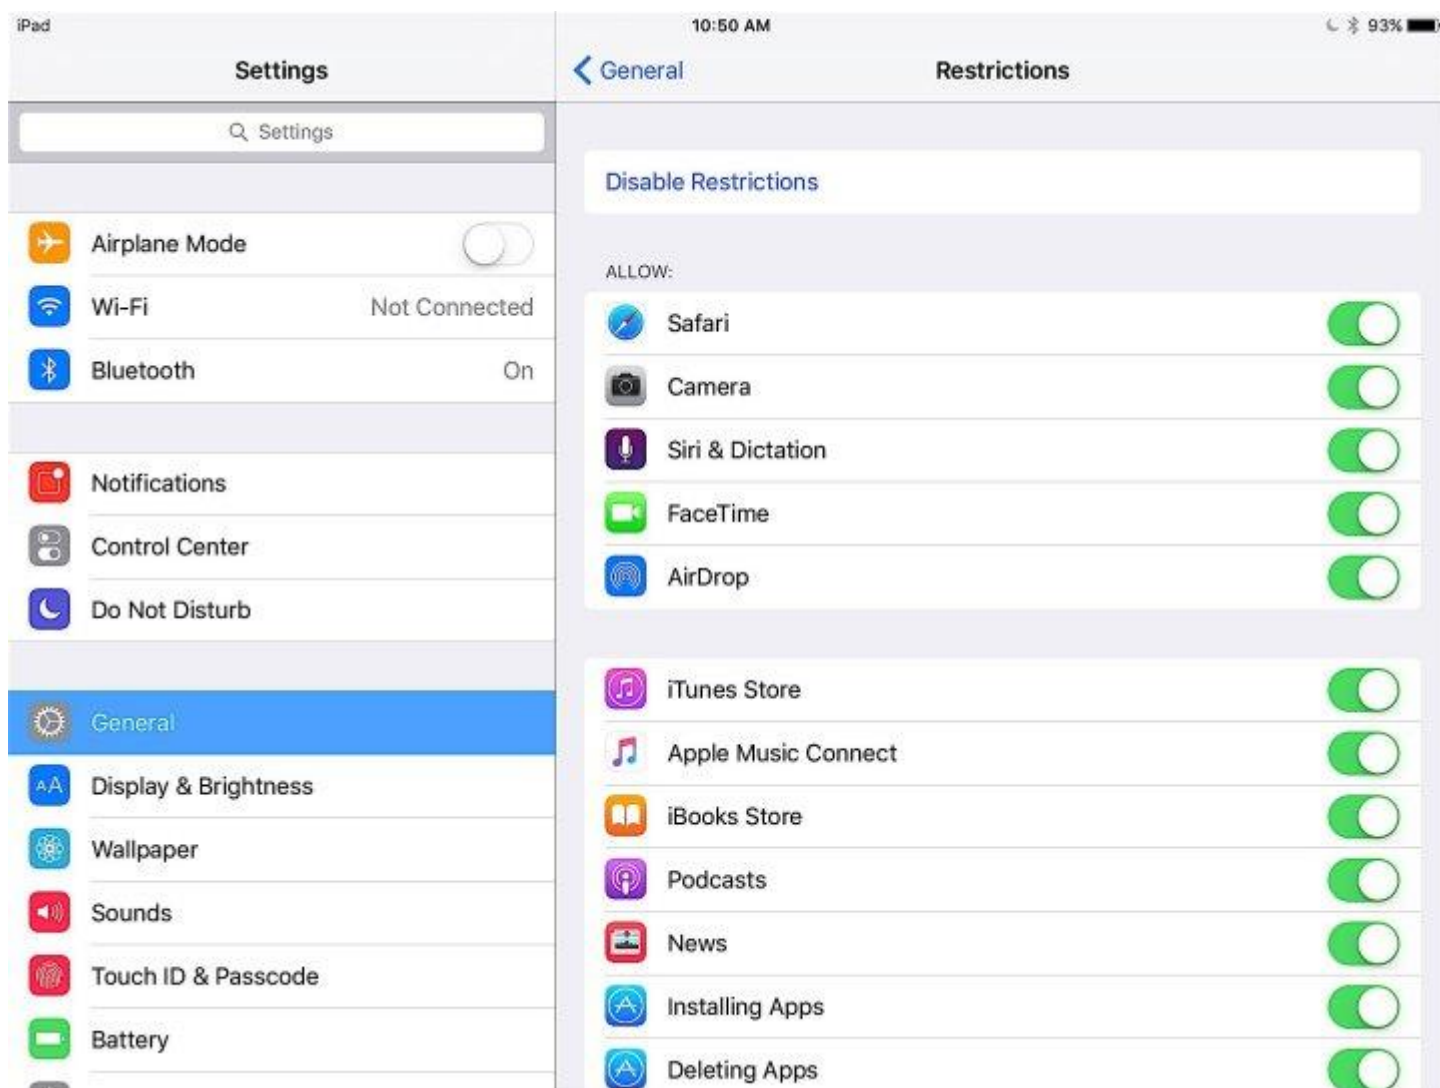 iPad
10:50 AM
93%
Settings
General
Restrictions
Settings
Disable Restrictions
Airplane Mode
Wi-Fi
Not Connected
Bluetooth
On
Notifications
Control Center
Do Not Disturb
General
AA
Display & Brightness
Wallpaper
Sounds
Touch ID & Passcode
Battery
ALLOW:
Safari
Camera
Siri & Dictation
FaceTime
AirDrop
iTunes Store
Apple Music Connect
iBooks Store
Podcasts
News
Installing Apps
Deleting Apps